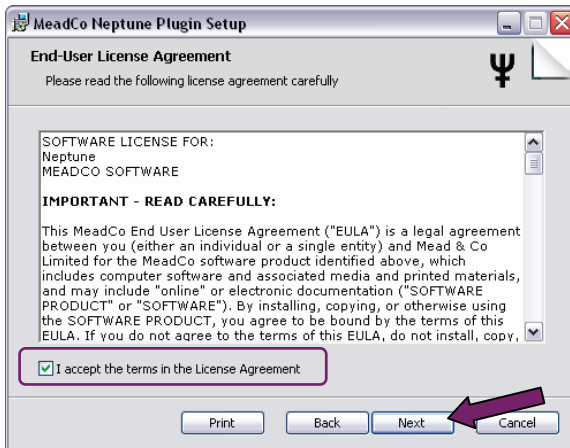 MeadCo Neptune Plugin Setup
End-User License Agreement
Please read the following license agreement carefully
SOFTWARE LICENSE FOR:
Neptune
MEADCO SOFTWARE
IMPORTANT - READ CAREFULLY:
This MeadCo End User License Agreement ("EULA") is a legal agreement
between you (either an individual or a single entity) and Mead & Co
Limited for the MeadCo software product identified above, which
includes computer software and associated media and printed materials,
and may include "online" or electronic documentation ("SOFTWARE
PRODUCT" or "SOFTWARE"). By installing, copying, or otherwise using
the SOFTWARE PRODUCT, you agree to be bound by the terms of this
EULA. If you do not agree to the terms of this EULA, do not install, copy,
I accept the terms in the License Agreement
Print Back Next Cancel